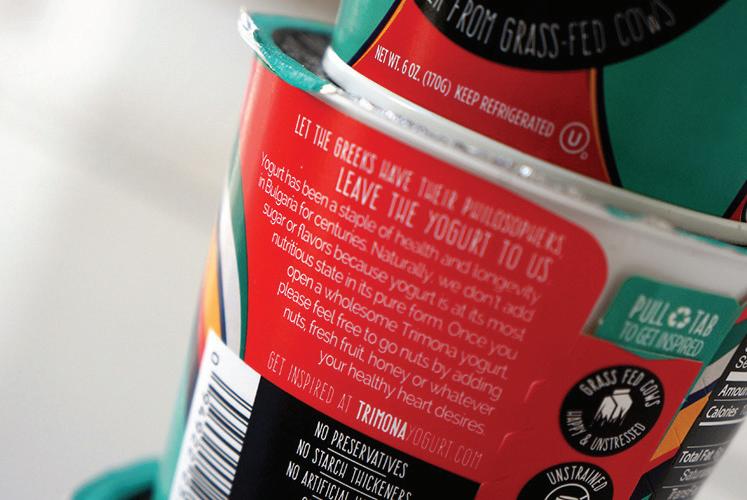 FROM GRASS-FED COWS
NET WT. 6 OZ. (170G) KEEP REFRIGERATED U D
LET THE GREEKS HAVE THEIR PHILOSOPHERS,
LEAVE THE YOGURT TO US
Yogurt has been a staple of health and longevity
in Bulgaria for centuries. Naturally, we don't add
sugar or flavors because yogurt is at its most
nutritious state in its pure form. Once you
open a wholesome Trimona yogurt,
please feel free to go nuts by adding
nuts, fresh fruit, honey or whatever
your healthy heart desires.
GET INSPIRED AT TRIMONAYOGURT.COM
PULL TAB
TO GET INSPIRED
GRASS FED COWS
HAPPY & UNSTRESSED
UNSTRAINED
NO PRESERVATIVES
NO STARCH THICKENERS
NO ARTIFICIAL
Calories
Total Fat